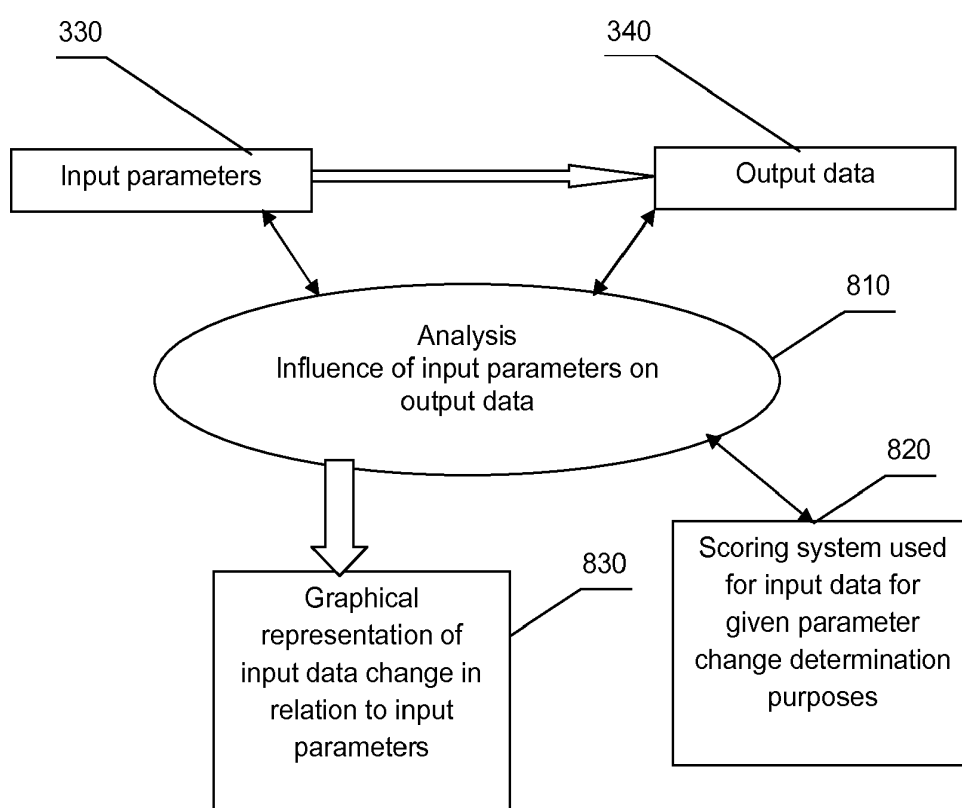 330
340
Input parameters
Output data
810
Analysis
Influence of input parameters on
output data
820
Scoring system used
for input data for
given parameter
change determination
purposes
830
Graphical
representation of
input data change in
relation to input
parameters